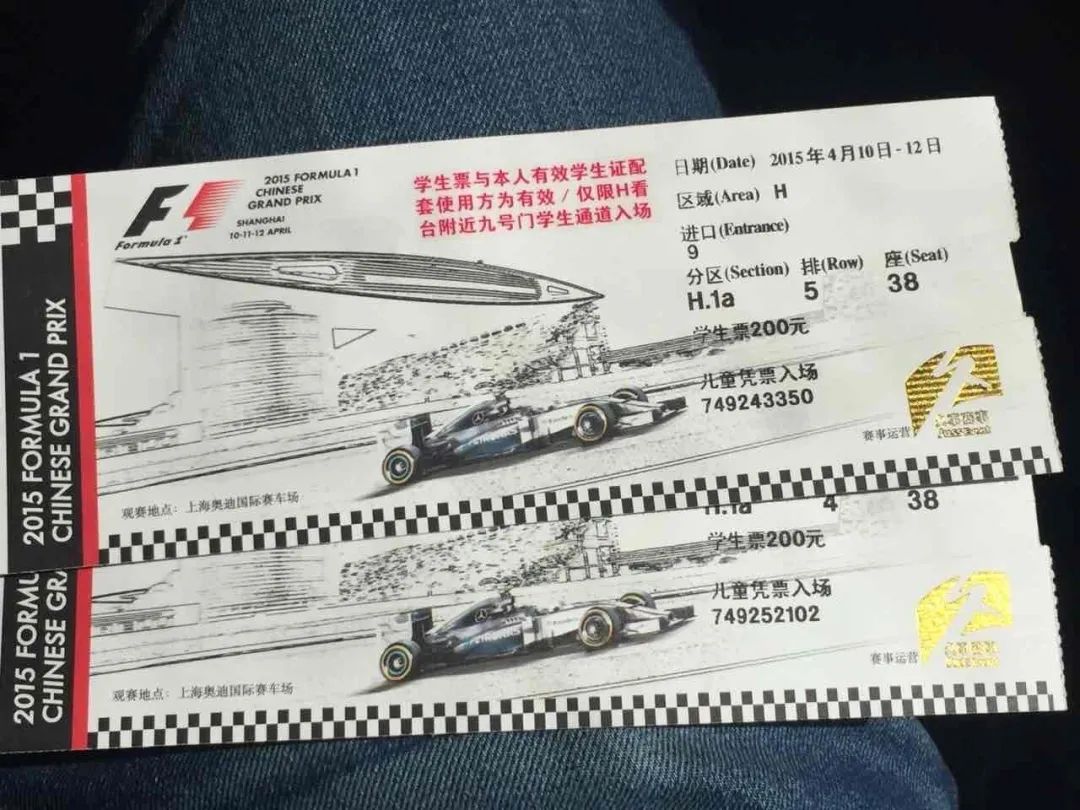 2015 FORMULA 1
CHINESE GRAND PRIX
F1
Formula 1
2015 FORMULA 1
CHINESE
GRAND PRIX
SHANGHAI
10-11-12 APRIL
学生票与本人有效学生证配
套使用方为有效 / 仅限H看
台附近九号门学生通道入场
日期(Date) 2015年4月10日-12日
区域(Area) H
进口(Entrance)
9
分区(Section) 排(Row) 座(Seat)
H.1a 5 38
学生票200元
儿童凭票入场
749243350
PETRONAS
赛事运营
观赛地点：上海奥迪国际赛车场
2015 FORMU
CHINESE GRA
H.1a 4 38
学生票200元
儿童凭票入场
749252102
PETRONAS
赛事运营
观赛地点：上海奥迪国际赛车场